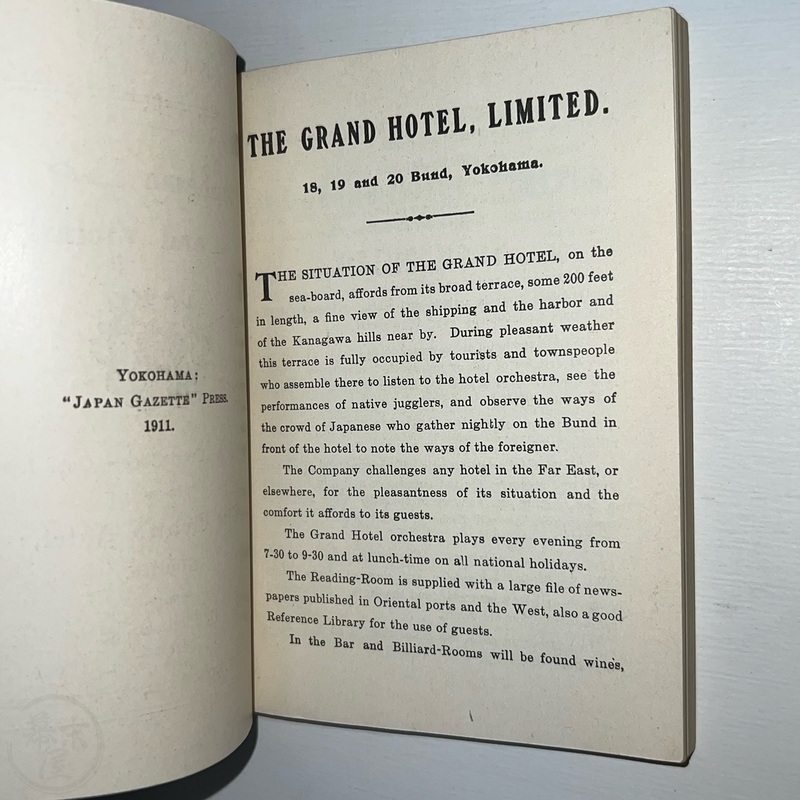 YOKOHAMA:
"JAPAN GAZETTE" PRESS.
1911.
THE GRAND HOTEL, LIMITED.
18, 19 and 20 Bund, Yokohama.
THE SITUATION OF THE GRAND HOTEL, on the
sea-board, affords from its broad terrace, some 200 feet
in length, a fine view of the shipping and the harbor and
of the Kanagawa hills near by. During pleasant weather
this terrace is fully occupied by tourists and townspeople
who assemble there to listen to the hotel orchestra, see the
performances of native jugglers, and observe the ways of
the crowd of Japanese who gather nightly on the Bund in
front of the hotel to note the ways of the foreigner.
The Company challenges any hotel in the Far East, or
elsewhere, for the pleasantness of its situation and the
comfort it affords to its guests.
The Grand Hotel orchestra plays every evening from
7-30 to 9-30 and at lunch-time on all national holidays.
The Reading-Room is supplied with a large file of news-
papers published in Oriental ports and the West, also a good
Reference Library for the use of guests.
In the Bar and Billiard-Rooms will be found wines,